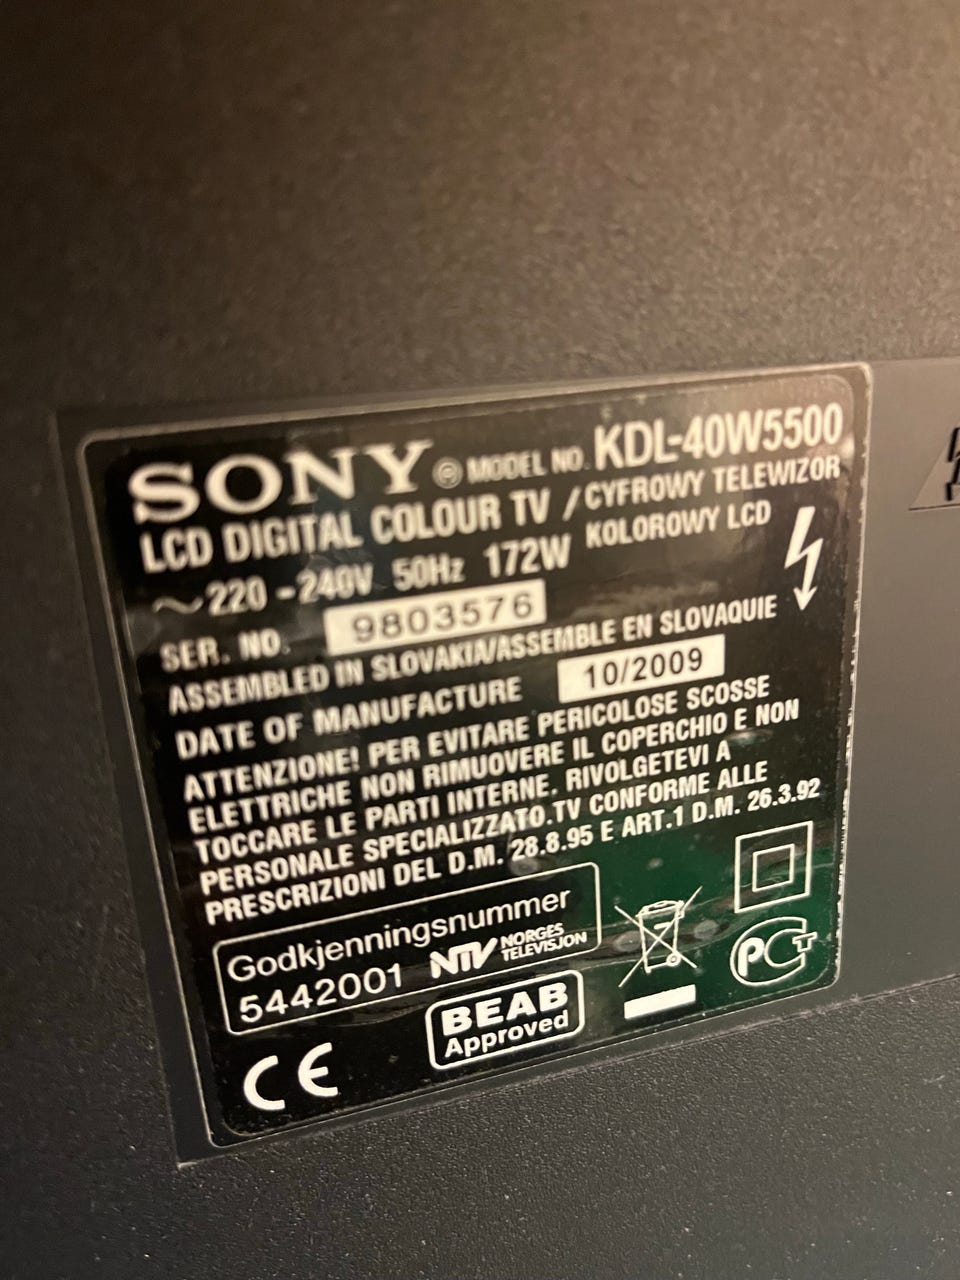 SONY ® MODEL NO. KDL-40W5500
LCD DIGITAL COLOUR TV / CYFROWY TELEWIZOR
KOLOROWY LCD
~220 -240V 50Hz 172W
SER. NO. 9803576
ASSEMBLED IN SLOVAKIA/ASSEMBLE EN SLOVAQUIE
DATE OF MANUFACTURE 10/2009
ATTENZIONE! PER EVITARE PERICOLOSE SCOSSE
ELETTRICHE NON RIMUOVERE IL COPERCHIO E NON
TOCCARE LE PARTI INTERNE. RIVOLGETEVI A
PERSONALE SPECIALIZZATO.TV CONFORME ALLE
PRESCRIZIONI DEL D.M. 28.8.95 E ART.1 D.M. 26.3.92
Godkjenningsnummer
5442001 NTV NORGES
TELEVISJON
BEAB
Approved
CE
PCT